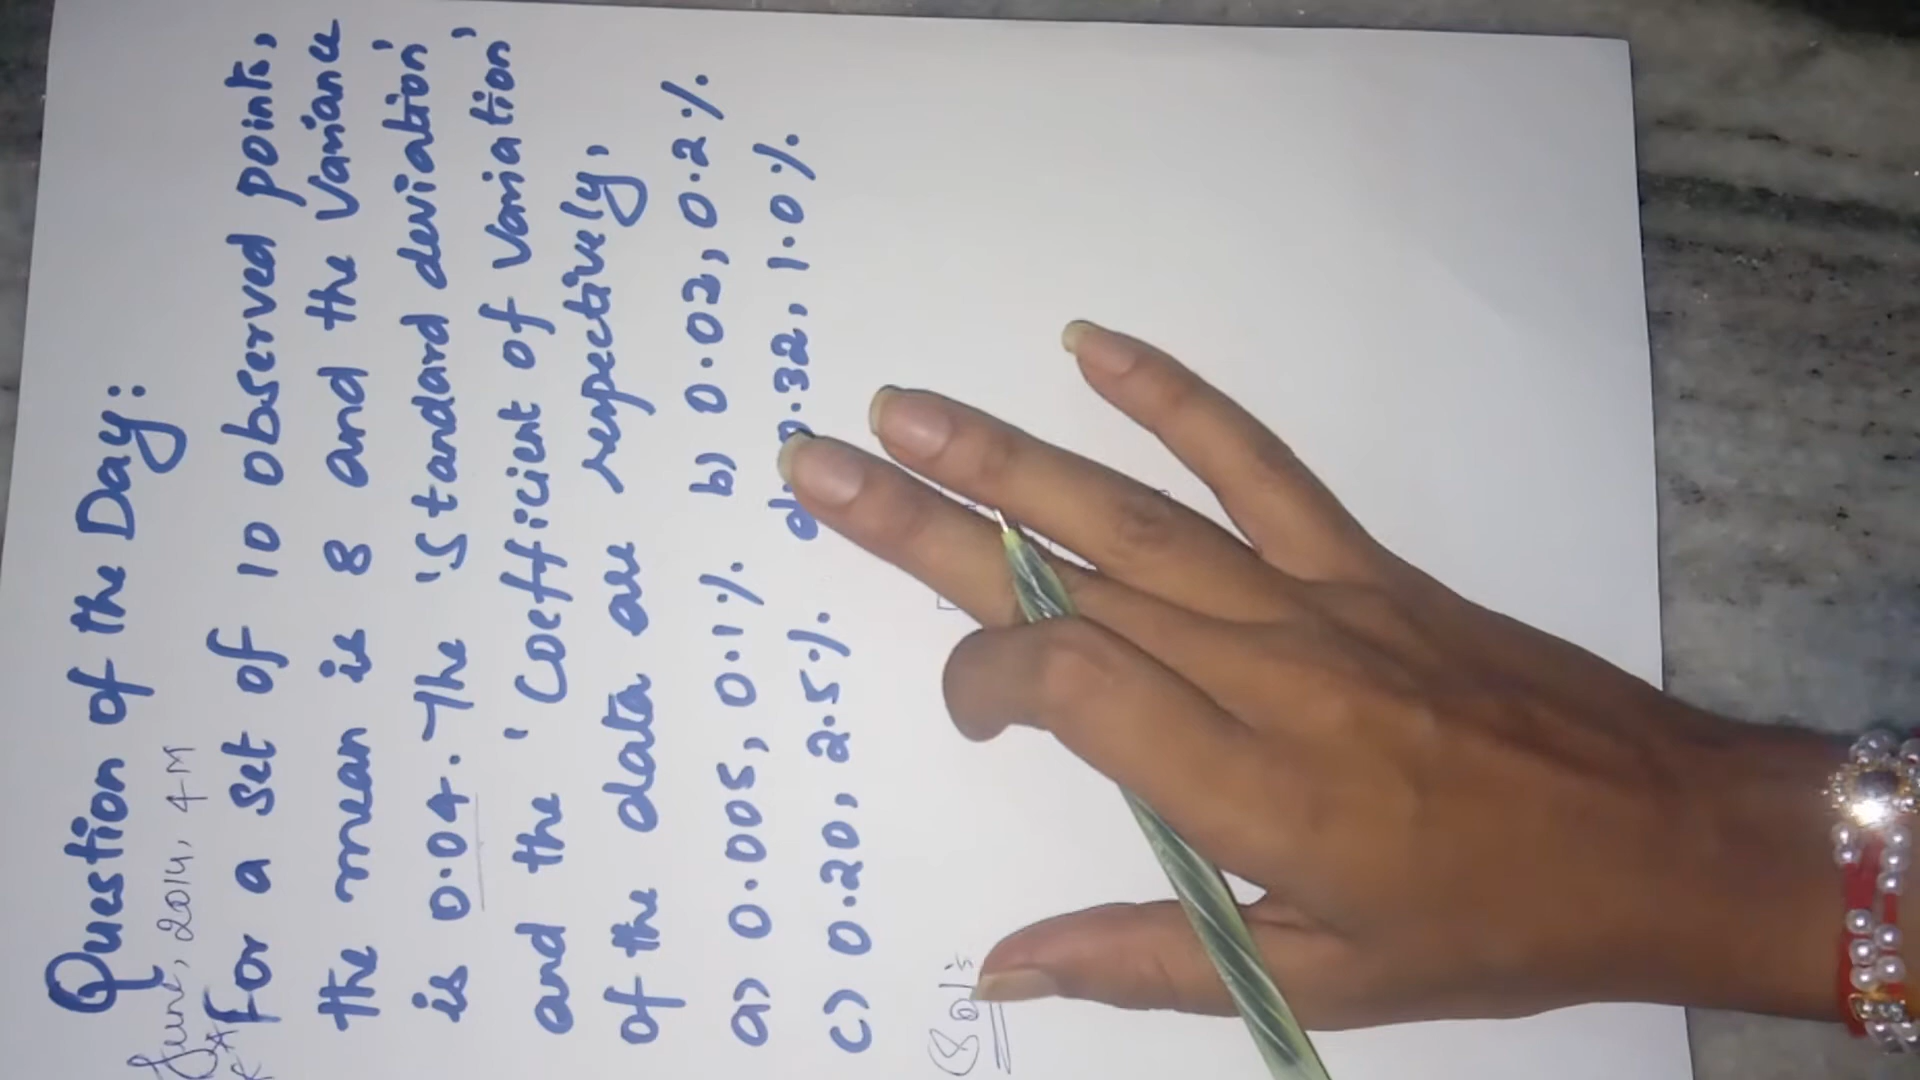 Question of the Day:
June, 2014, 4M
For a set of 10 observed points,
the mean is 8 and the Variance
is 0.04. The 'Standard deviation'
and the 'Coefficient of Variation'
of the data are respectively,
a) 0.005, 0.1% b) 0.02, 0.2%
c) 0.20, 2.5% d) 0.32, 1.0%
Sol: